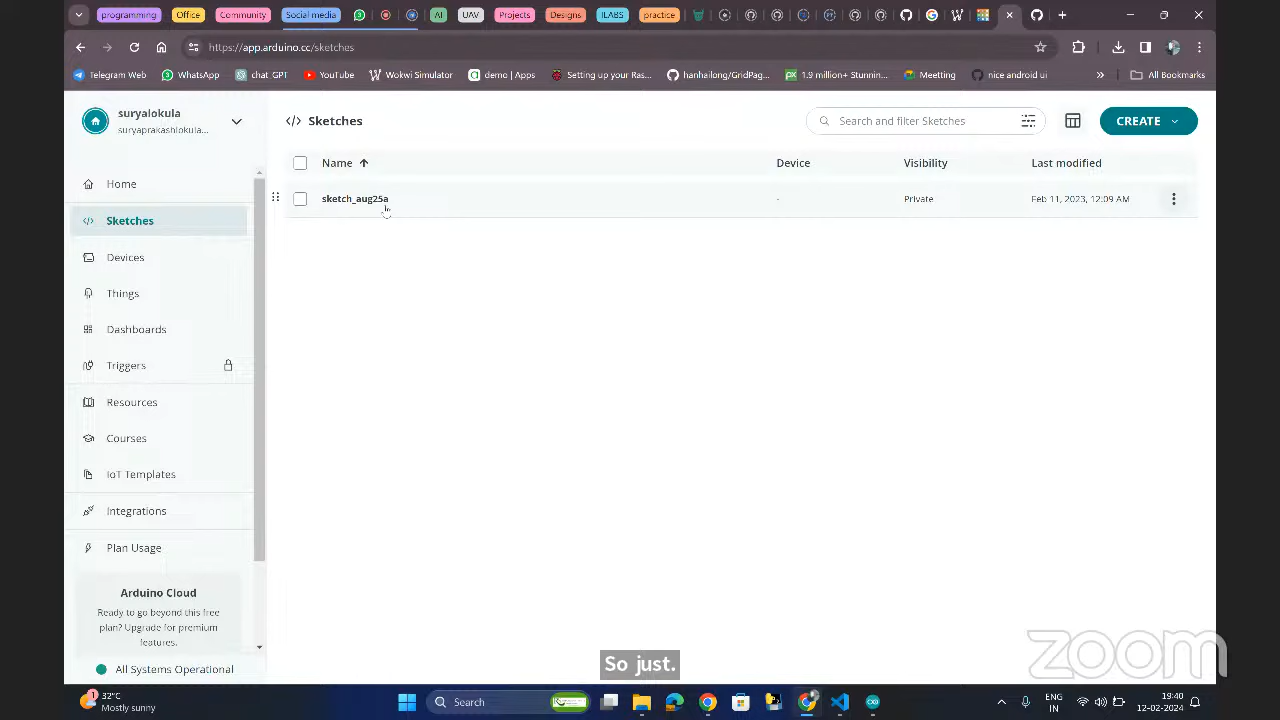 programming
Office
Community
Social media
AI
UAV
Projects
Designs
ILABS
practice
https://app.arduino.cc/sketches
Telegram Web
WhatsApp
chat GPT
YouTube
Wokwi Simulator
demo | Apps
Setting up your Ras...
hanhailong/GridPag...
1.9 million+ Stunnin...
Meetting
nice android ui
All Bookmarks
suryalokula
suryaprakashlokula...
Sketches
Search and filter Sketches
CREATE
Name
Device
Visibility
Last modified
sketch_aug25a
-
Private
Feb 11, 2023, 12:09 AM
Home
Sketches
Devices
Things
Dashboards
Triggers
Resources
Courses
IoT Templates
Integrations
Plan Usage
Arduino Cloud
Ready to go beyond this free
plan? Upgrade for premium
features.
All Systems Operational
So just.
zoom
1
32°C
Mostly sunny
Search
ENG
IN
19:40
12-02-2024